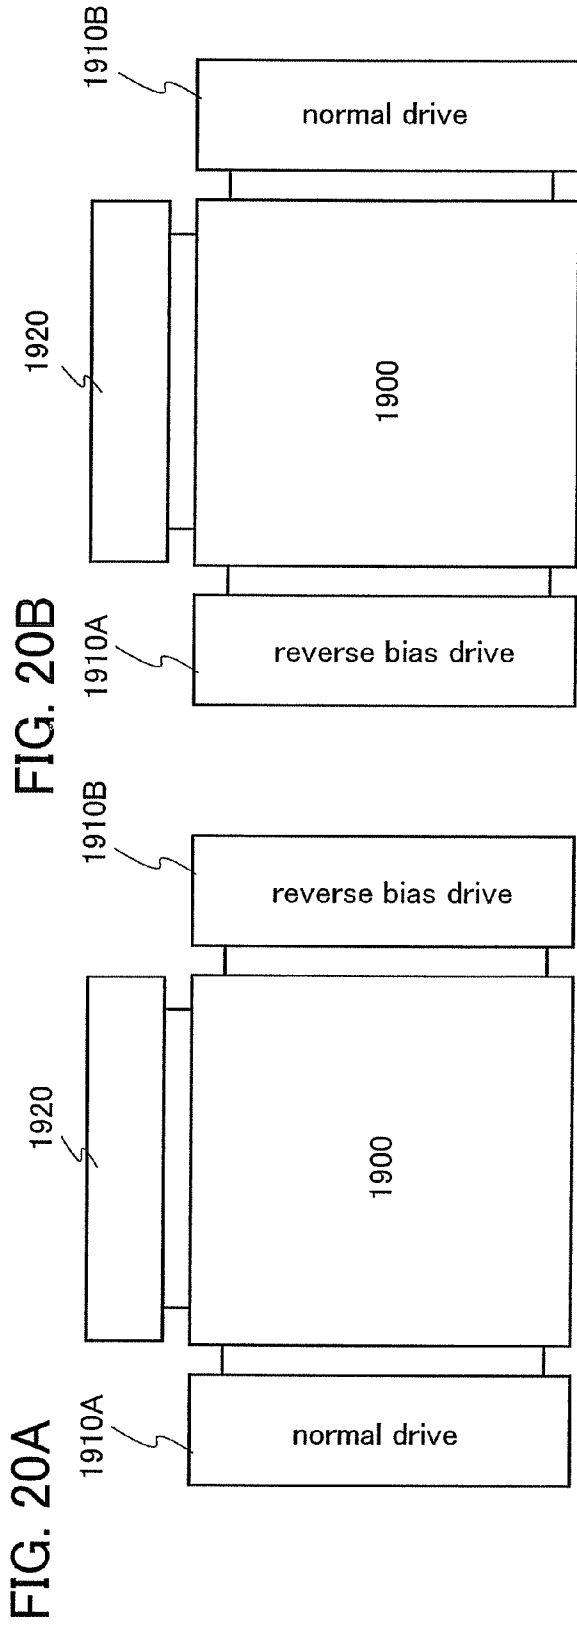 FIG. 20A
1910A
normal drive
1920
1900
1910B
reverse bias drive
FIG. 20B
1910A
reverse bias drive
1920
1900
1910B
normal drive